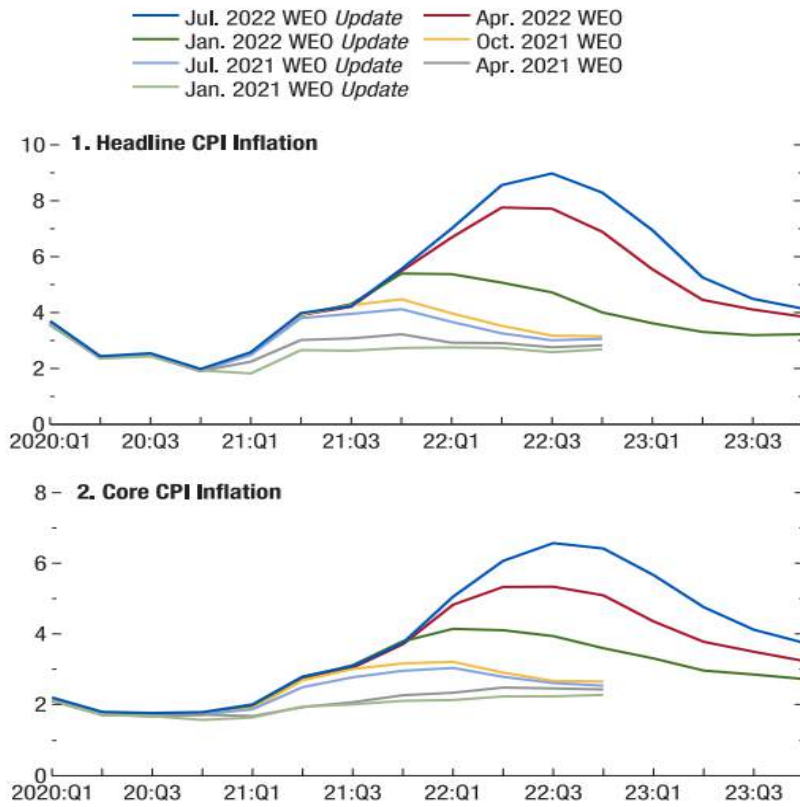 Jul. 2022 WEO Update
Apr. 2022 WEO
Jan. 2022 WEO Update
Oct. 2021 WEO
Jul. 2021 WEO Update
Apr. 2021 WEO
Jan. 2021 WEO Update
1. Headline CPI Inflation
10
8
6
4
2
0
2020:Q1 20:Q3 21:Q1 21:Q3 22:Q1 22:Q3 23:Q1 23:Q3
2. Core CPI Inflation
8
6
4
2
0
2020:Q1 20:Q3 21:Q1 21:Q3 22:Q1 22:Q3 23:Q1 23:Q3